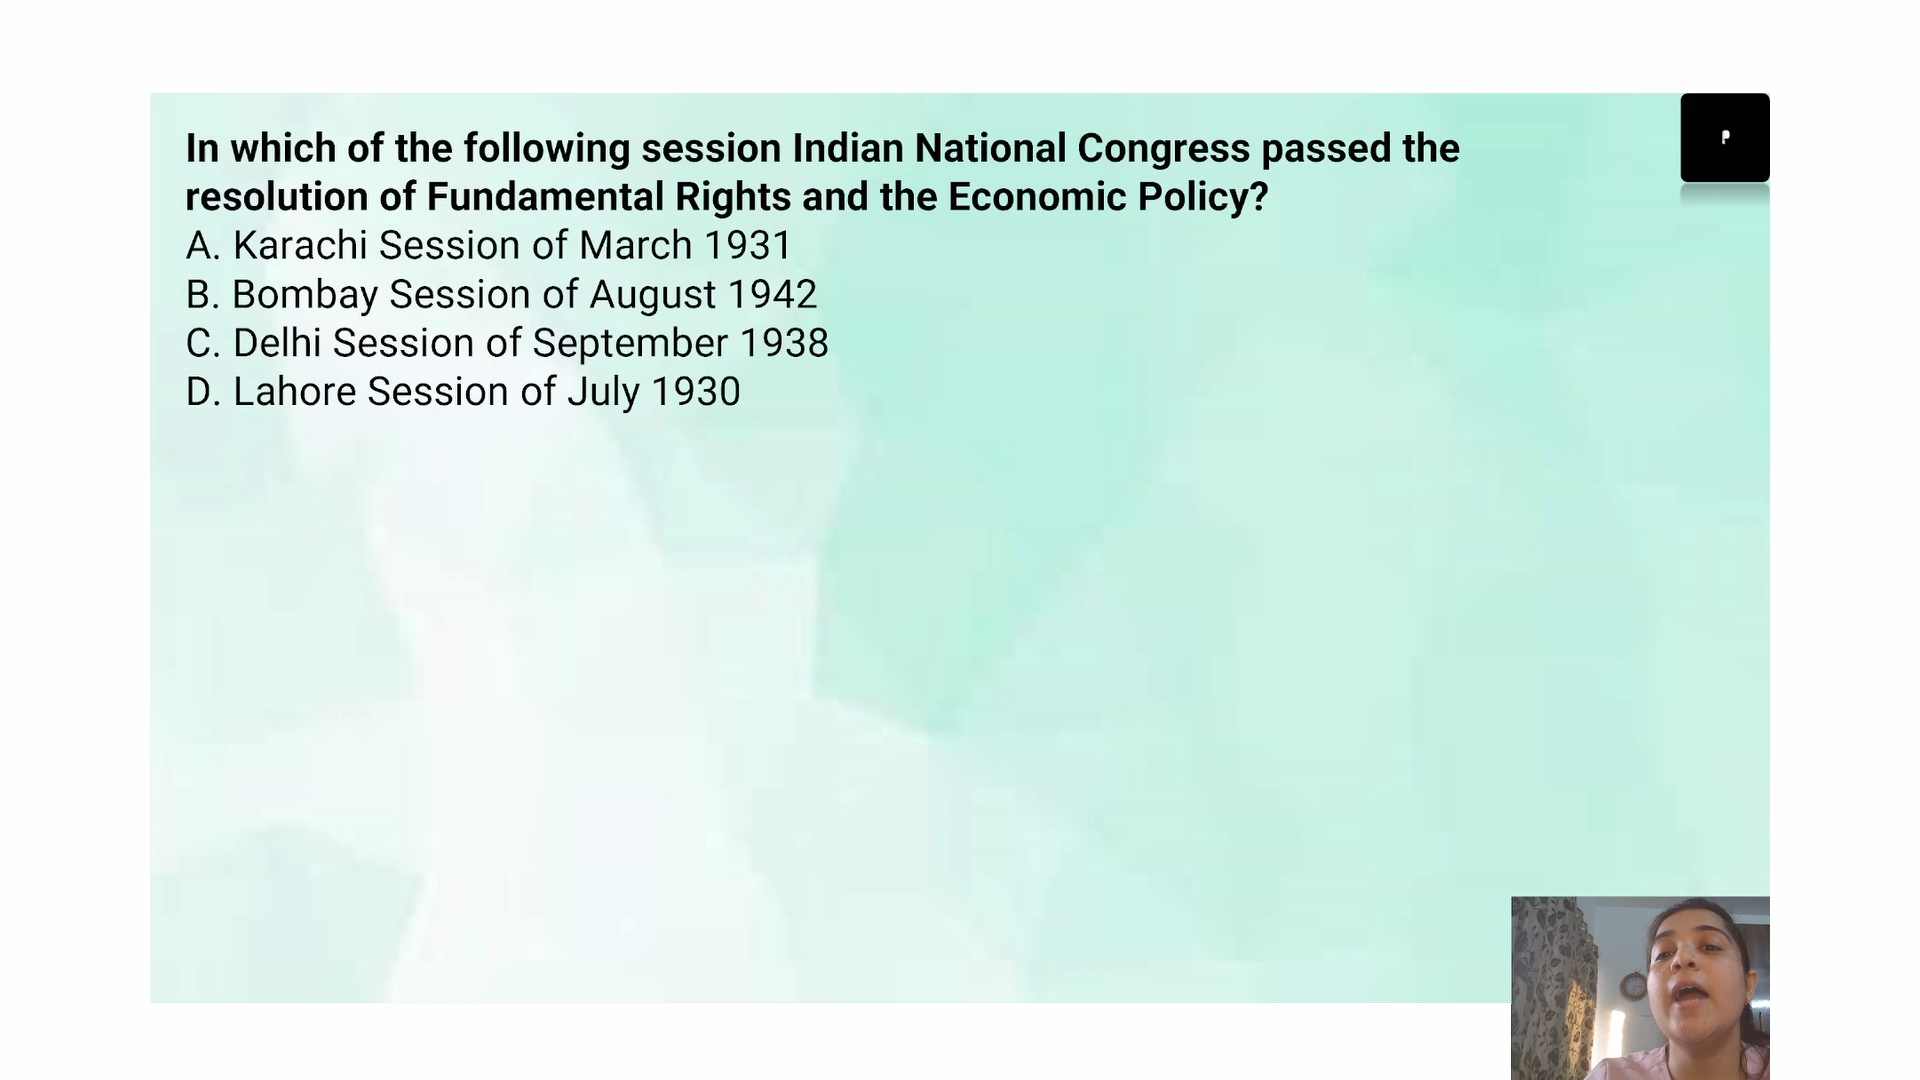 In which of the following session Indian National Congress passed the
resolution of Fundamental Rights and the Economic Policy?
A. Karachi Session of March 1931
B. Bombay Session of August 1942
C. Delhi Session of September 1938
D. Lahore Session of July 1930